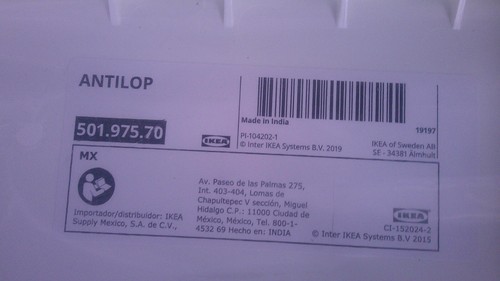 ANTILOP
501.975.70
IKEA
Made in India
19197
PI-104202-1
© Inter IKEA Systems B.V. 2019
IKEA of Sweden AB
SE - 34381 Älmhult
MX
Importador/distribuidor: IKEA
Supply Mexico, S.A. de C.V.,
Av. Paseo de las Palmas 275,
Int. 403-404, Lomas de
Chapultepec V sección, Miguel
Hidalgo C.P.: 11000 Ciudad de
México, México, Tel. 800-1-
4532 69 Hecho en: INDIA
IKEA
CI-152024-2
© Inter IKEA Systems B.V 2015